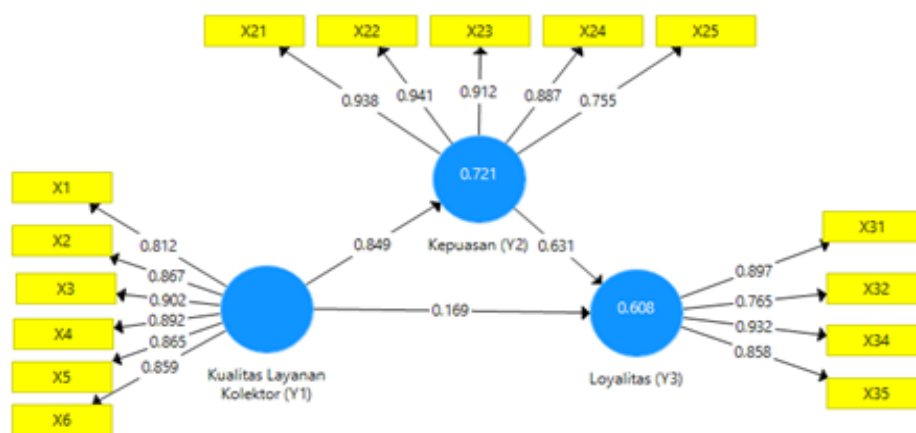 X21
X22
X23
X24
X25
0.938
0.941
0.912
0.887
0.755
0.721
Kepuasan (Y2)
X1
X2
X3
X4
X5
X6
0.812
0.867
0.902
0.892
0.865
0.859
0.849
0.631
0.169
Kualitas Layanan
Kolektor (Y1)
0.608
Loyalitas (Y3)
0.897
0.765
0.932
0.858
X31
X32
X34
X35